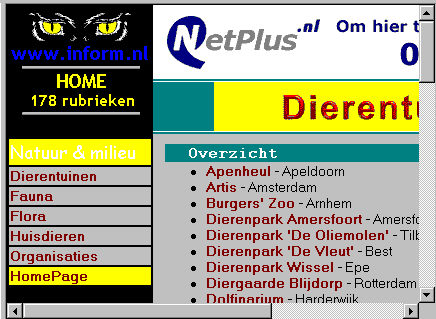 www.inform.nl
HOME
178 rubrieken
Natuur & milieu
Dierentuinen
Fauna
Flora
Huisdieren
Organisaties
HomePage
NetPlus.nl Om hier t
0
Dierentu
Overzicht
Apenheul - Apeldoorn
Artis - Amsterdam
Burgers' Zoo - Arnhem
Dierenpark Amersfoort - Amersfo
Dierenpark 'De Oliemolen' - Tilb
Dierenpark 'De Vleut' - Best
Dierenpark Wissel - Epe
Diergaarde Blijdorp - Rotterdam
Dolfinarium - Harderwijk